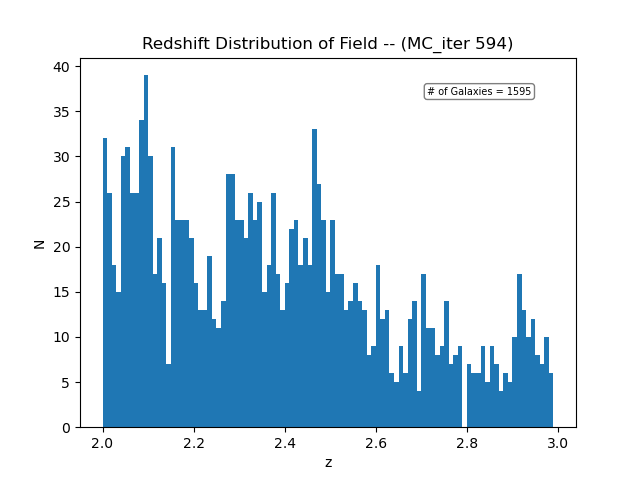 Redshift Distribution of Field -- (MC_iter 594)
40
35
30
25
20
15
10
5
0
N
# of Galaxies = 1595
2.0 2.2 2.4 2.6 2.8 3.0
z